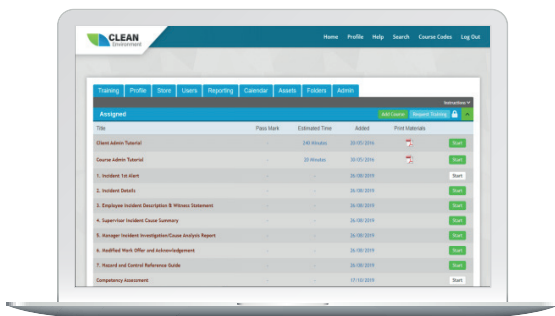 CLEAN
Environment
Home Profile Help Search Course Codes Log Out
Training Profile Store Users Reporting Calendar Assets Folders Admin
Instructions
Assigned Add Course Request Training
Title Pass Mark Estimated Time Added Print Materials
Client Admin Tutorial - 240 Minutes 20/05/2016 Start
Course Admin Tutorial - 25 Minutes 30/05/2016 Start
1. Incident 1st Alert - - 26/08/2019 Start
2. Incident Details - - 26/08/2019 Start
3. Employee Incident Description & Witness Statement - - 26/08/2019 Start
4. Supervisor Incident Cause Summary - - 26/08/2019 Start
5. Manager Incident Investigation/Cause Analysis Report - - 26/08/2019 Start
6. Modified Work Offer and Acknowledgement - - 26/08/2019 Start
7. Hazard and Control Reference Guide - - 26/08/2019 Start
Competency Assessment - - 17/10/2019 Start